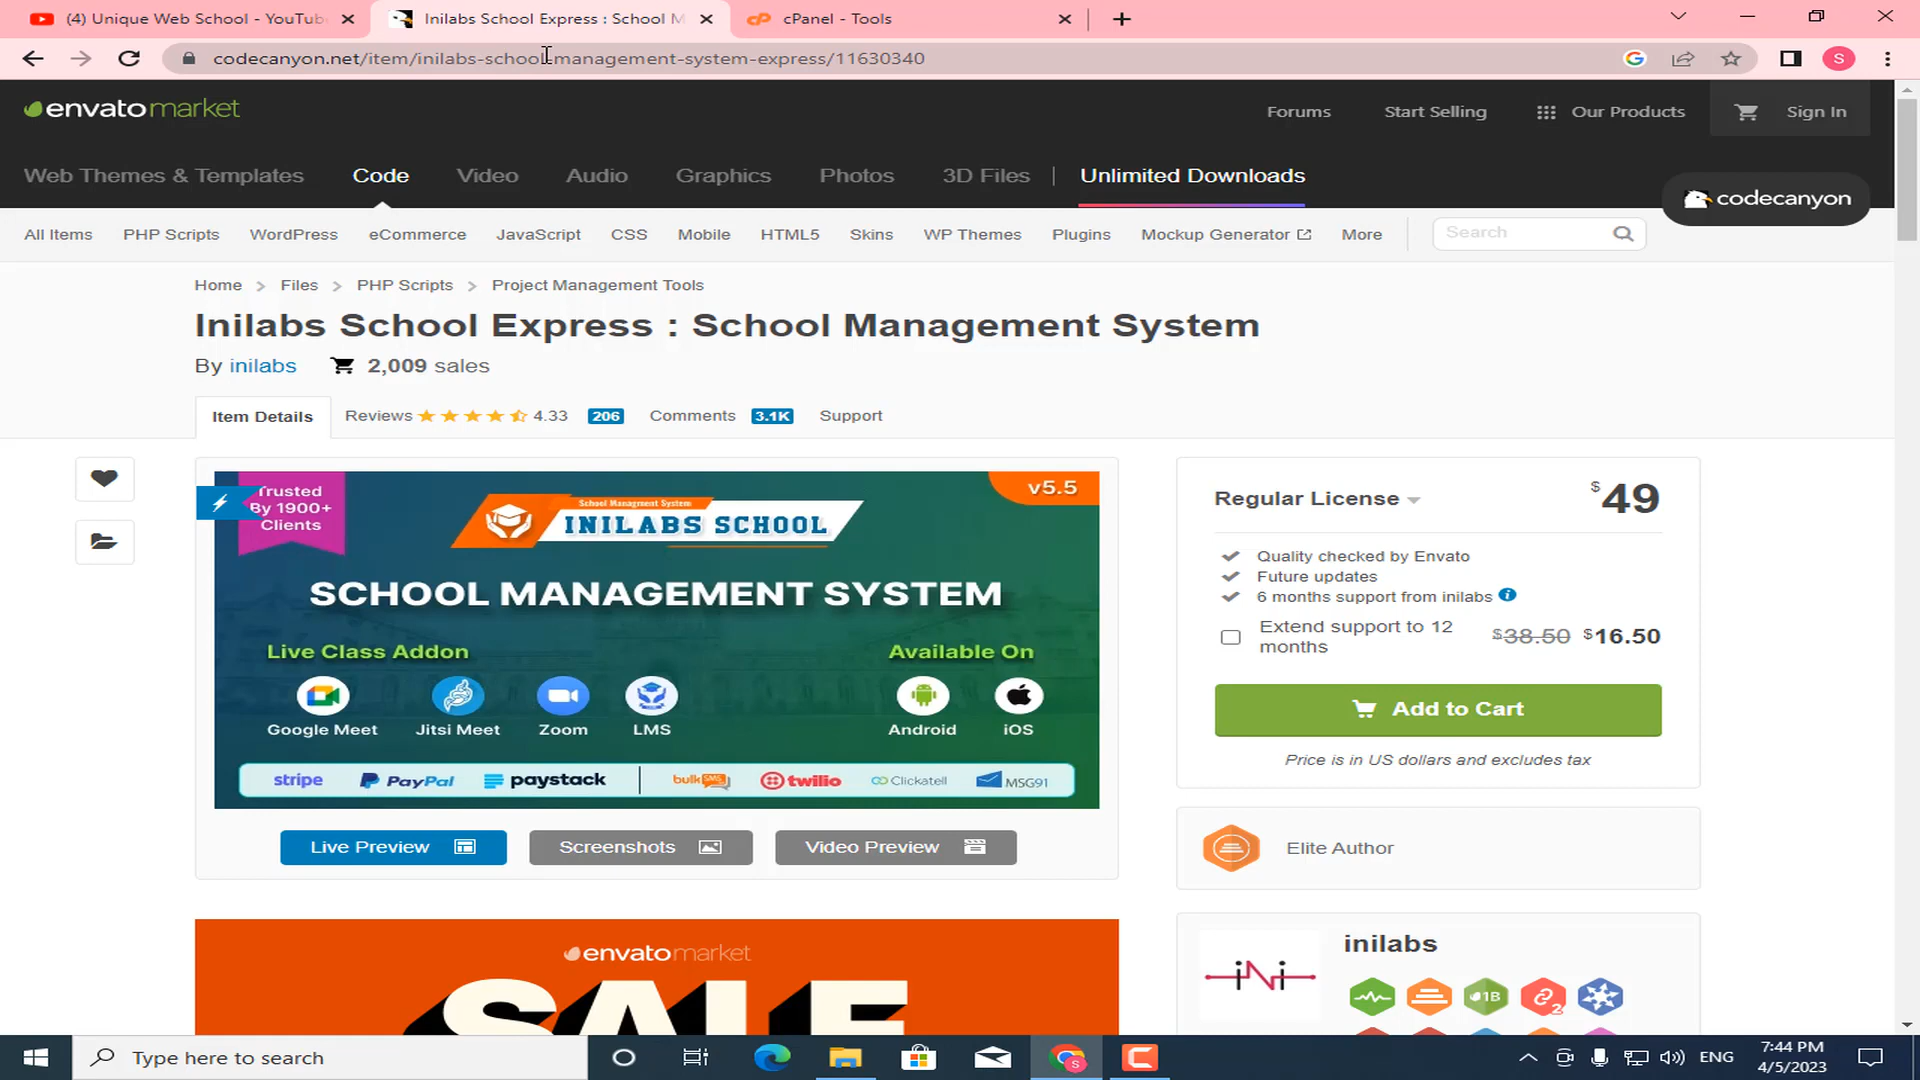 (4) Unique Web School - YouTub
Inilabs School Express : School M
cPanel - Tools
codecanyon.net/item/inilabs-school-management-system-express/11630340
envatomarket
Forums
Start Selling
Our Products
Sign In
Web Themes & Templates
Code
Video
Audio
Graphics
Photos
3D Files
Unlimited Downloads
codecanyon
All Items
PHP Scripts
WordPress
eCommerce
JavaScript
CSS
Mobile
HTML5
Skins
WP Themes
Plugins
Mockup Generator
More
Search
Home > Files > PHP Scripts > Project Management Tools
Inilabs School Express : School Management System
By inilabs
2,009 sales
Item Details
Reviews
4.33
206
Comments
3.1K
Support
Trusted
By 1900+
Clients
School Managment System
INILABS SCHOOL
v5.5
SCHOOL MANAGEMENT SYSTEM
Live Class Addon
Available On
Google Meet
Jitsi Meet
Zoom
LMS
Android
iOS
stripe
PayPal
paystack
bulkSMS
twilio
Clickatell
MSG91
Live Preview
Screenshots
Video Preview
envatomarket
SALE
Regular License
$49
Quality checked by Envato
Future updates
6 months support from inilabs
Extend support to 12
months
$38.50 $16.50
Add to Cart
Price is in US dollars and excludes tax
Elite Author
iNi
inilabs
1B
2
Type here to search
ENG
7:44 PM
4/5/2023